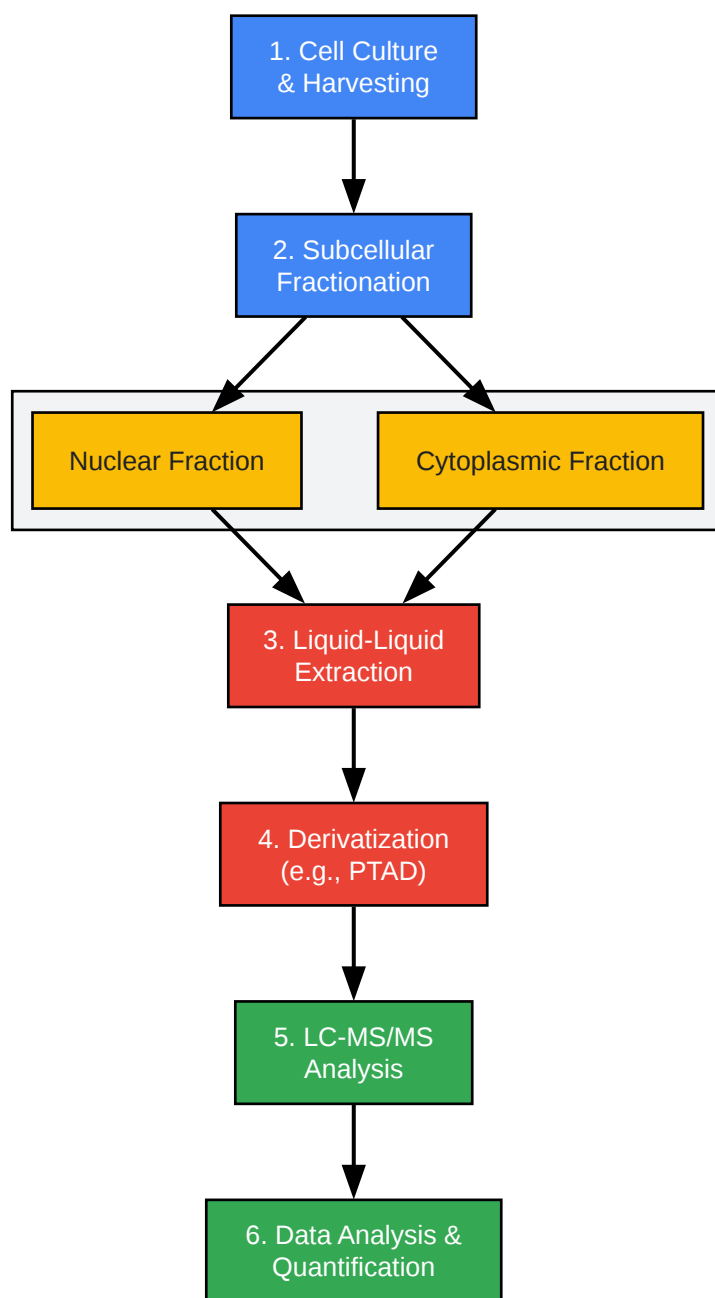 1. Cell Culture
& Harvesting
2. Subcellular
Fractionation
Nuclear Fraction
Cytoplasmic Fraction
3. Liquid-Liquid
Extraction
4. Derivatization
(e.g., PTAD)
5. LC-MS/MS
Analysis
6. Data Analysis &
Quantification